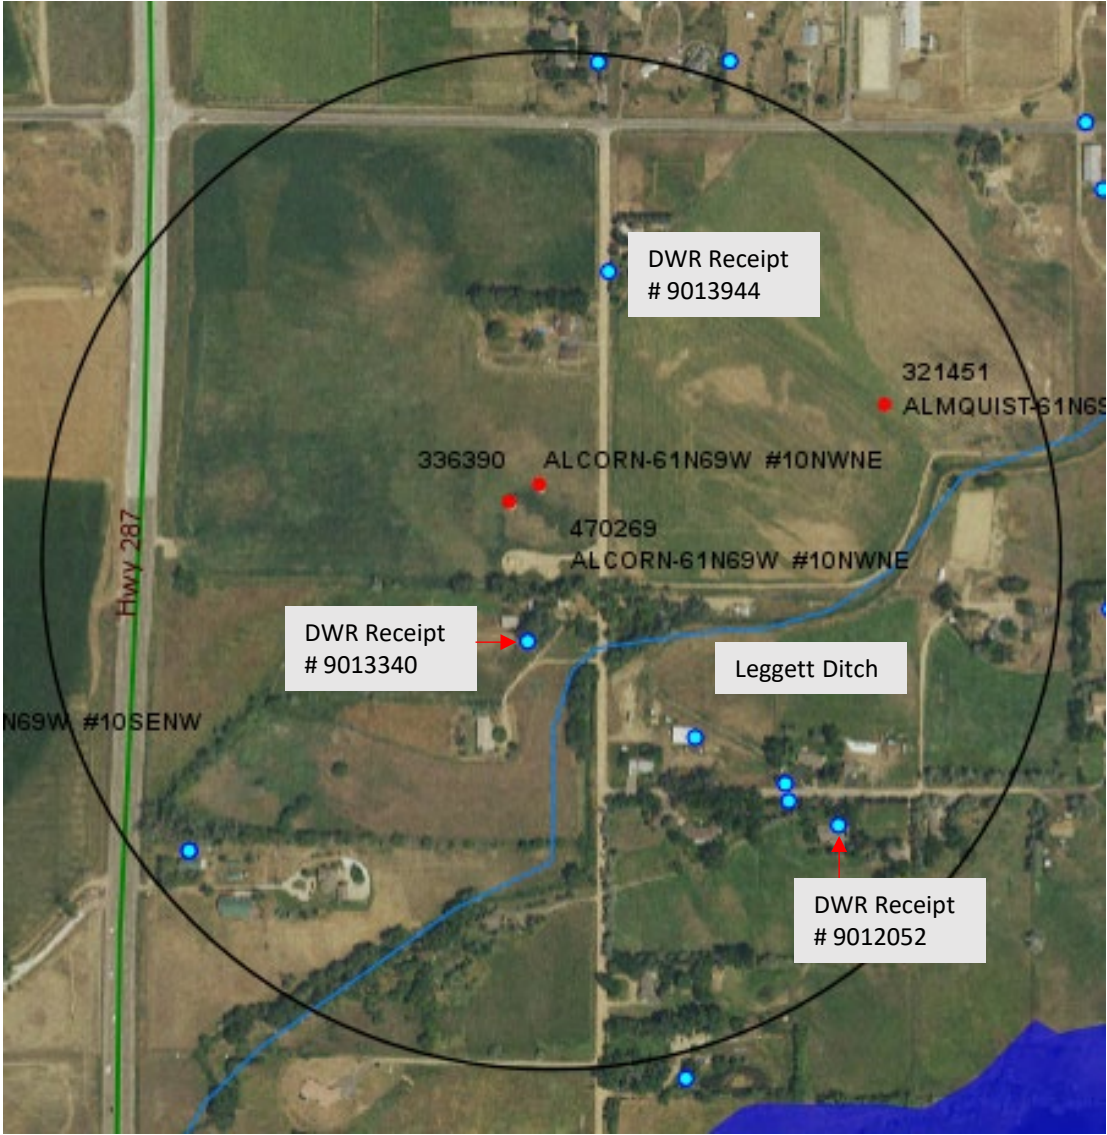 DWR Receipt
# 9013944
321451
ALMQUIST-61N69
336390 ALCORN-61N69W #10NWNE
470269
ALCORN-61N69W #10NWNE
Hwy 287
DWR Receipt
# 9013340
Leggett Ditch
N69W #10SENW
DWR Receipt
# 9012052